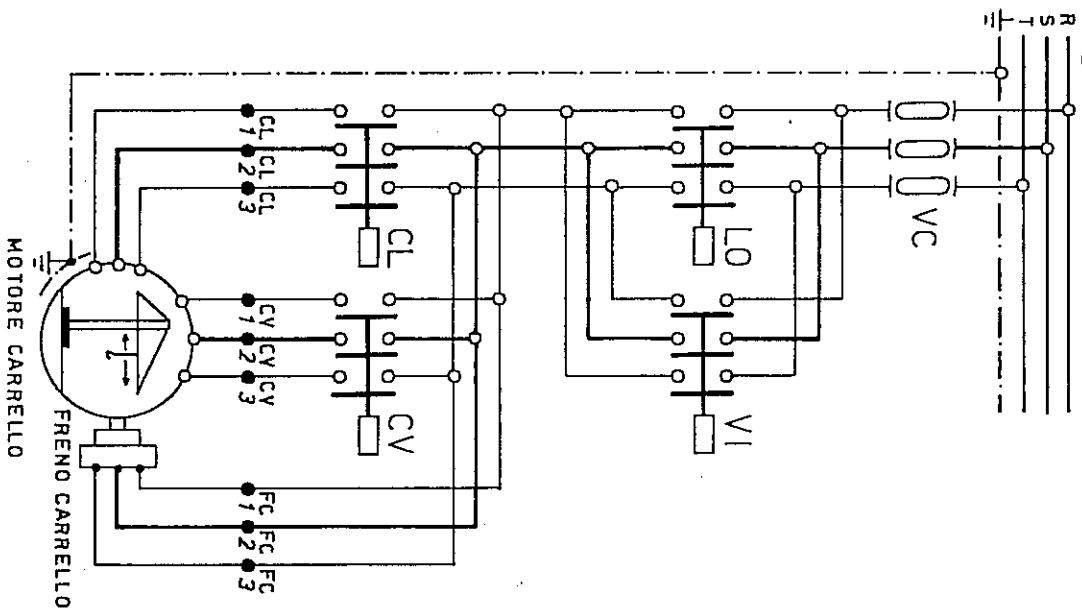 R
S
T
VC
LO
VI
CL
CV
CL 1
CL 2
CL 3
CV 1
CV 2
CV 3
FC 1
FC 2
FC 3
MOTORE CARRELLO
FRENO CARRELLO